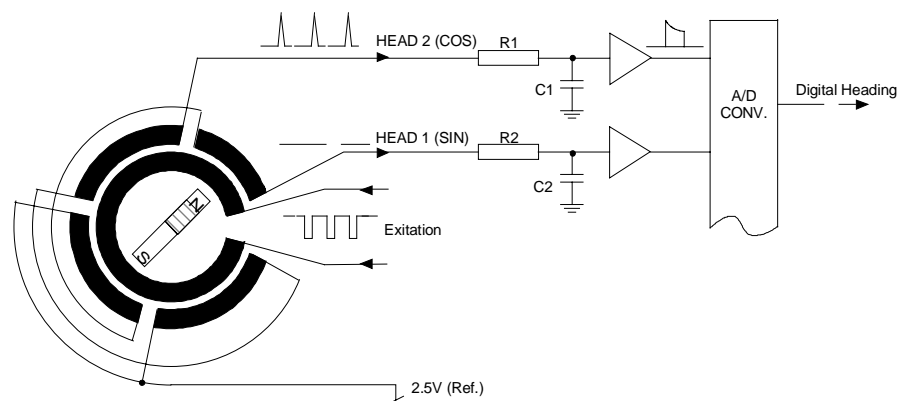 HEAD 2 (COS)
R1
C1
A/D
CONV.
Digital Heading
HEAD 1 (SIN)
R2
C2
N
S
Exitation
2.5V (Ref.)